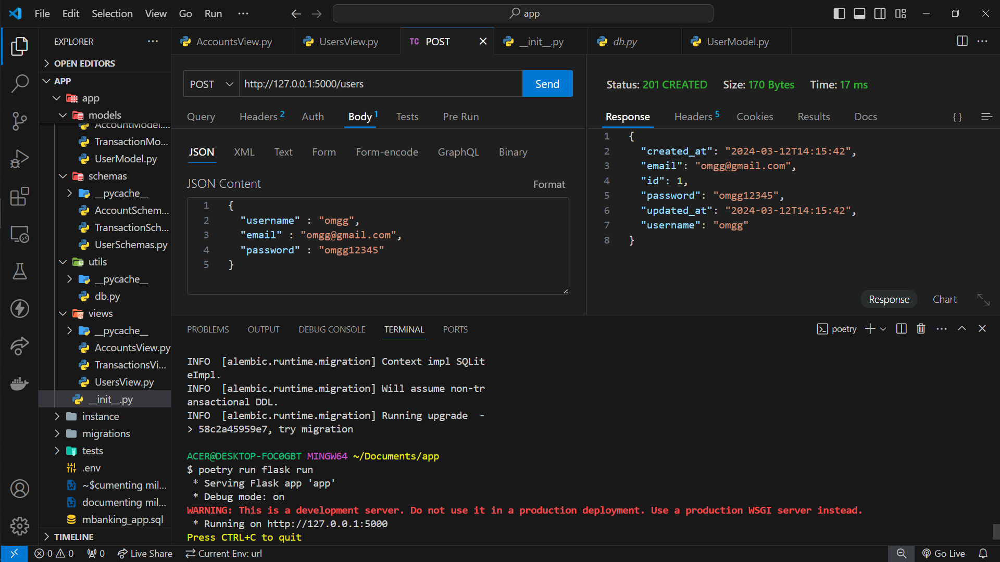 File Edit Selection View Go Run ···
app
EXPLORER
OPEN EDITORS
APP
app
models
AccountModel....
TransactionMo...
UserModel.py
schemas
__pycache__
AccountSchem...
TransactionSch...
UserSchemas.py
utils
__pycache__
db.py
views
__pycache__
AccountsView.py
TransactionsVi...
UsersView.py
__init__.py
instance
migrations
tests
.env
~$cumenting mil...
documenting mil...
mbanking_app.sql
TIMELINE
AccountsView.py UsersView.py TC POST __init__.py db.py UserModel.py
POST http://127.0.0.1:5000/users Send
Query Headers 2 Auth Body 1 Tests Pre Run
JSON XML Text Form Form-encode GraphQL Binary
JSON Content Format
1 {
2 "username" : "omgg",
3 "email" : "omgg@gmail.com",
4 "password" : "omgg12345"
5 }
Status: 201 CREATED Size: 170 Bytes Time: 17 ms
Response Headers 5 Cookies Results Docs { }
1 {
2 "created_at": "2024-03-12T14:15:42",
3 "email": "omgg@gmail.com",
4 "id": 1,
5 "password": "omgg12345",
6 "updated_at": "2024-03-12T14:15:42",
7 "username": "omgg"
8 }
Response Chart
PROBLEMS OUTPUT DEBUG CONSOLE TERMINAL PORTS
poetry
INFO  [alembic.runtime.migration] Context impl SQLit
eImpl.
INFO  [alembic.runtime.migration] Will assume non-tr
ansactional DDL.
INFO  [alembic.runtime.migration] Running upgrade  -
> 58c2a45959e7, try migration
ACER@DESKTOP-FOC0GBT MINGW64 ~/Documents/app
$ poetry run flask run
 * Serving Flask app 'app'
 * Debug mode: on
WARNING: This is a development server. Do not use it in a production deployment. Use a production WSGI server instead.
 * Running on http://127.0.0.1:5000
Press CTRL+C to quit
0 0 0 Live Share Current Env: url Go Live